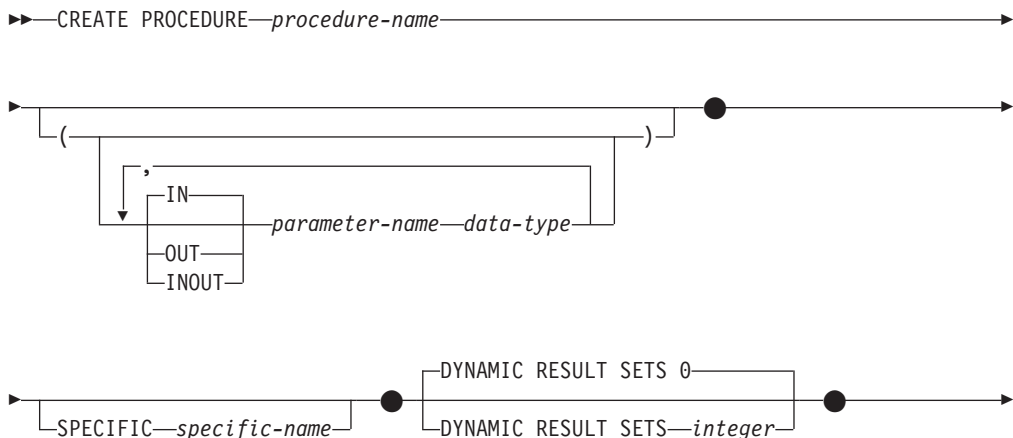 CREATE PROCEDURE procedure-name
( )
,
IN
parameter-name data-type
OUT
INOUT
DYNAMIC RESULT SETS 0
SPECIFIC specific-name DYNAMIC RESULT SETS integer